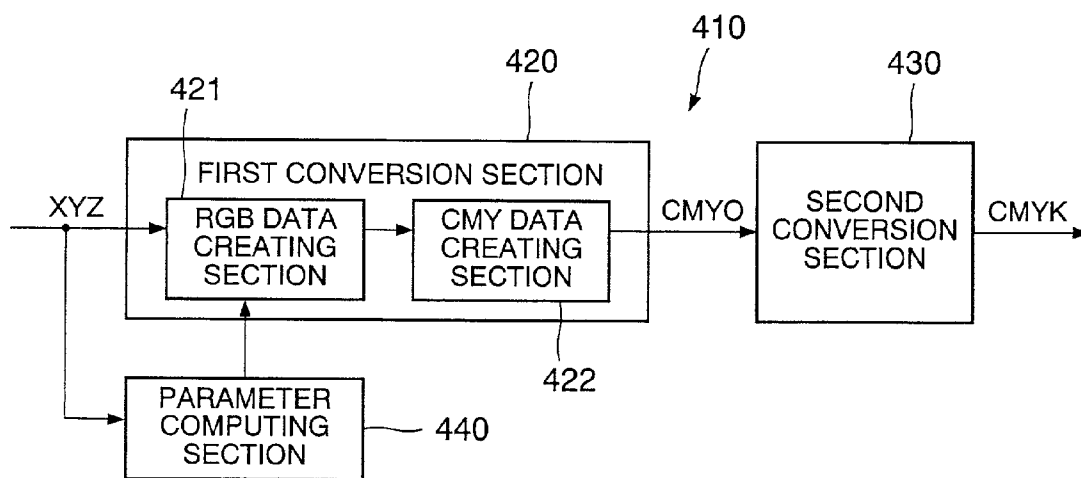 410
420
430
421
FIRST CONVERSION SECTION
XYZ
RGB DATA
CREATING
SECTION
CMY DATA
CREATING
SECTION
CMYO
SECOND
CONVERSION
SECTION
CMYK
422
PARAMETER
COMPUTING
SECTION
440